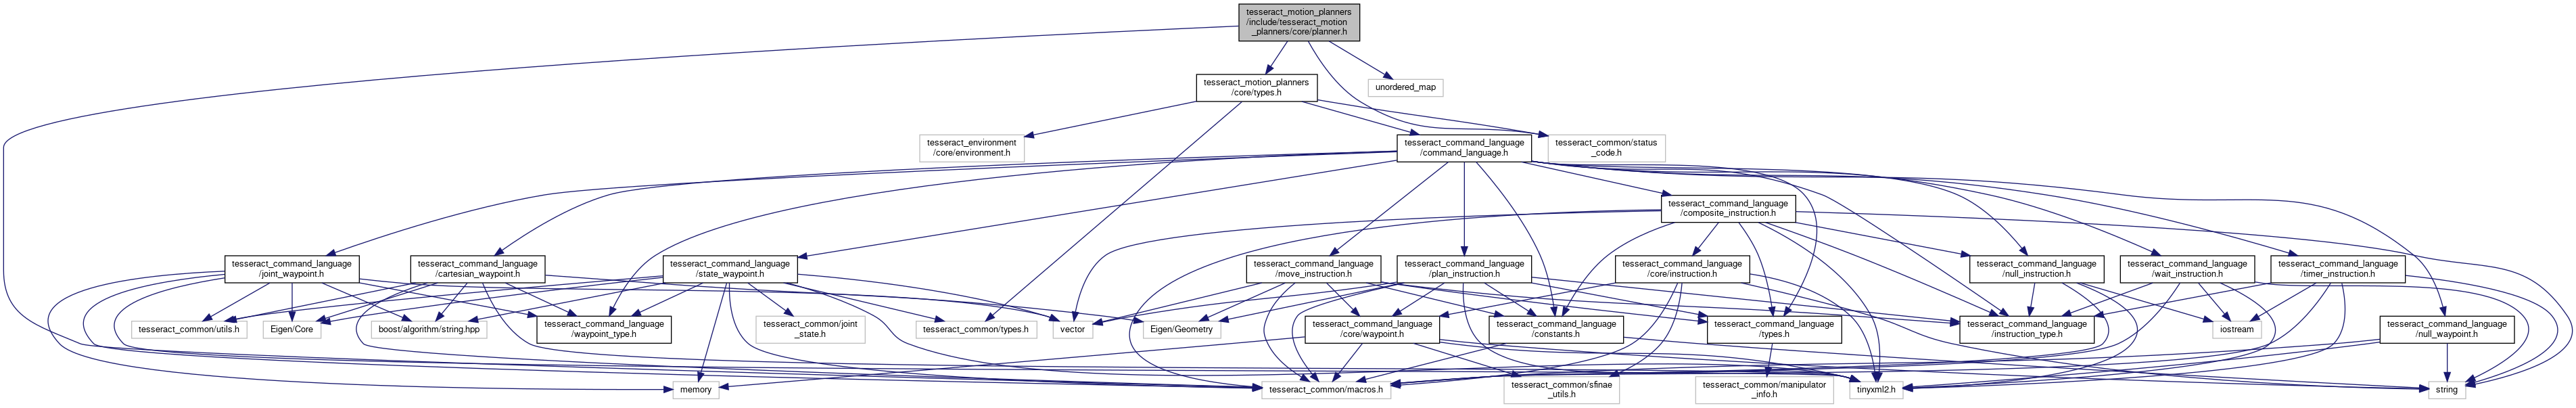 tesseract_motion_planners
/include/tesseract_motion
_planners/core/planner.h
tesseract_motion_planners
/core/types.h
unordered_map
tesseract_environment
/core/environment.h
tesseract_command_language
/command_language.h
tesseract_common/status
_code.h
tesseract_command_language
/composite_instruction.h
tesseract_command_language
/joint_waypoint.h
tesseract_command_language
/cartesian_waypoint.h
tesseract_command_language
/state_waypoint.h
tesseract_command_language
/move_instruction.h
tesseract_command_language
/plan_instruction.h
tesseract_command_language
/core/instruction.h
tesseract_command_language
/null_instruction.h
tesseract_command_language
/wait_instruction.h
tesseract_command_language
/timer_instruction.h
tesseract_common/utils.h
Eigen/Core
boost/algorithm/string.hpp
tesseract_command_language
/waypoint_type.h
tesseract_common/joint
_state.h
tesseract_common/types.h
vector
Eigen/Geometry
tesseract_command_language
/core/waypoint.h
tesseract_command_language
/constants.h
tesseract_command_language
/types.h
tesseract_command_language
/instruction_type.h
iostream
tesseract_command_language
/null_waypoint.h
memory
tesseract_common/macros.h
tesseract_common/sfinae
_utils.h
tesseract_common/manipulator
_info.h
tinyxml2.h
string